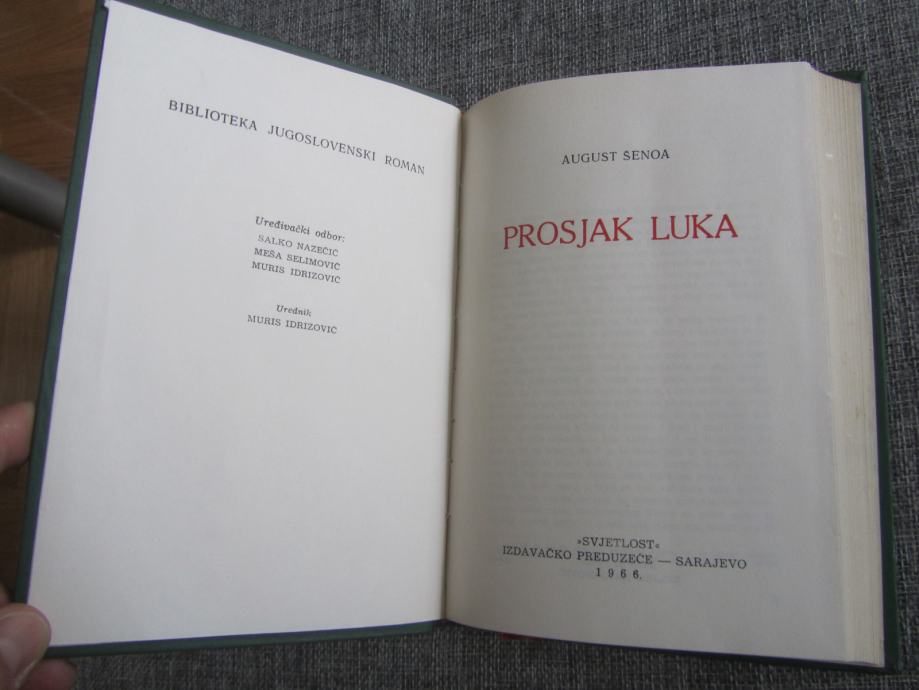 BIBLIOTEKA JUGOSLOVENSKI ROMAN
Uređivački odbor:
SALKO NAZEČIĆ
MEŠA SELIMOVIĆ
MURIS IDRIZOVIĆ
Urednik
MURIS IDRIZOVIĆ
AUGUST ŠENOA
PROSJAK LUKA
»SVJETLOST«
IZDAVAČKO PREDUZEĆE — SARAJEVO
1966.